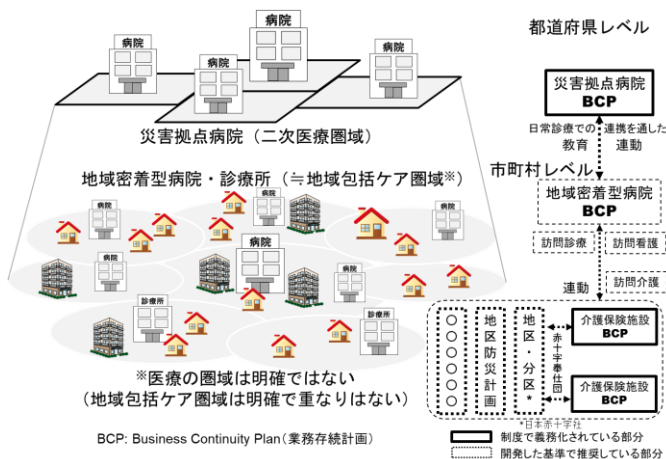 都道府県レベル
病院
病院
病院
病院
災害拠点病院（二次医療圏域）
災害拠点病院
BCP
日常診療での 連携を通した
教育 連動
市町村レベル
地域密着型病院・診療所（≒地域包括ケア圏域※）
地域密着型病院
BCP
訪問診療
訪問看護
訪問介護
連動
病院
病院
病院
病院
病院
病院
診療所
診療所
〇〇〇〇〇〇
地区防災計画
地区・分区*
赤十字奉仕団
介護保険施設
BCP
介護保険施設
BCP
*日本赤十字社
※医療の圏域は明確ではない
（地域包括ケア圏域は明確で重なりはない）
BCP: Business Continuity Plan（業務存続計画）
制度で義務化されている部分
開発した基準で推奨している部分